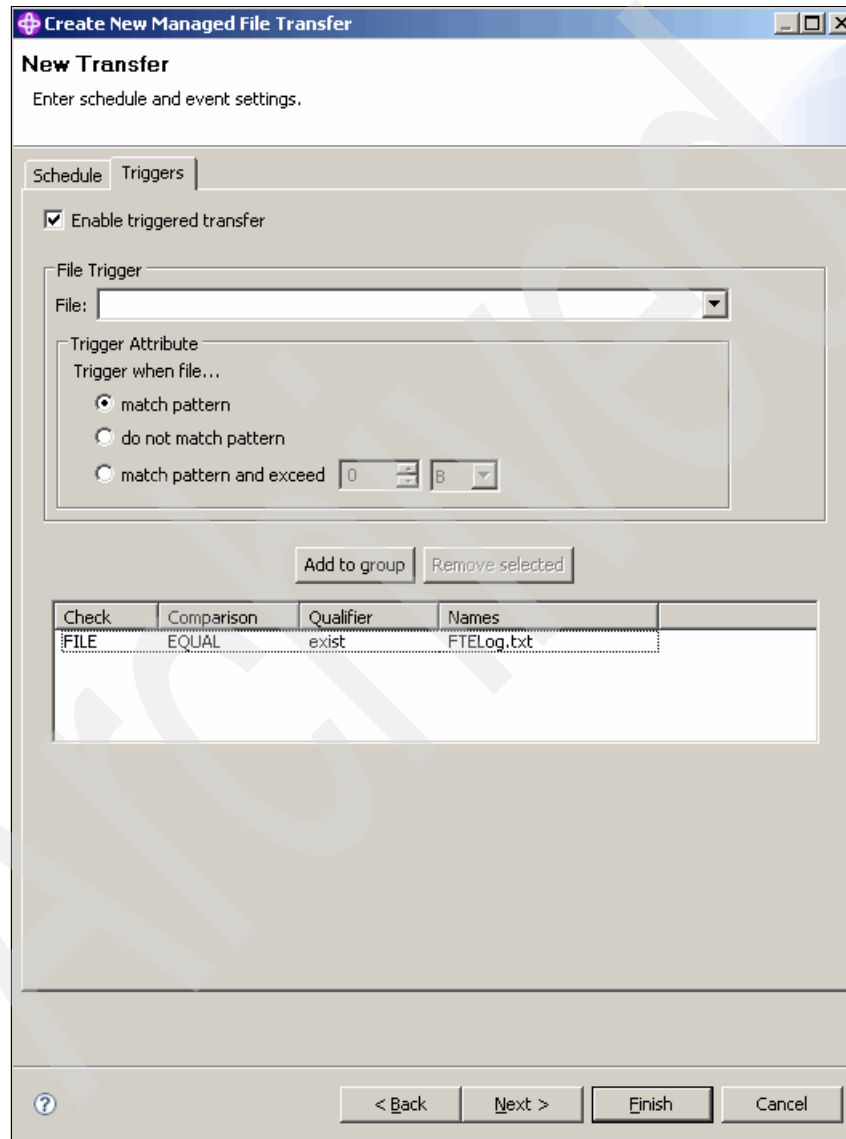 Create New Managed File Transfer
New Transfer
Enter schedule and event settings.
Schedule Triggers
Enable triggered transfer
File Trigger
File:
Trigger Attribute
Trigger when file...
match pattern
do not match pattern
match pattern and exceed 0 B
Add to group Remove selected
Check Comparison Qualifier Names
FILE EQUAL exist FTELog.txt
< Back Next > Finish Cancel
Archived